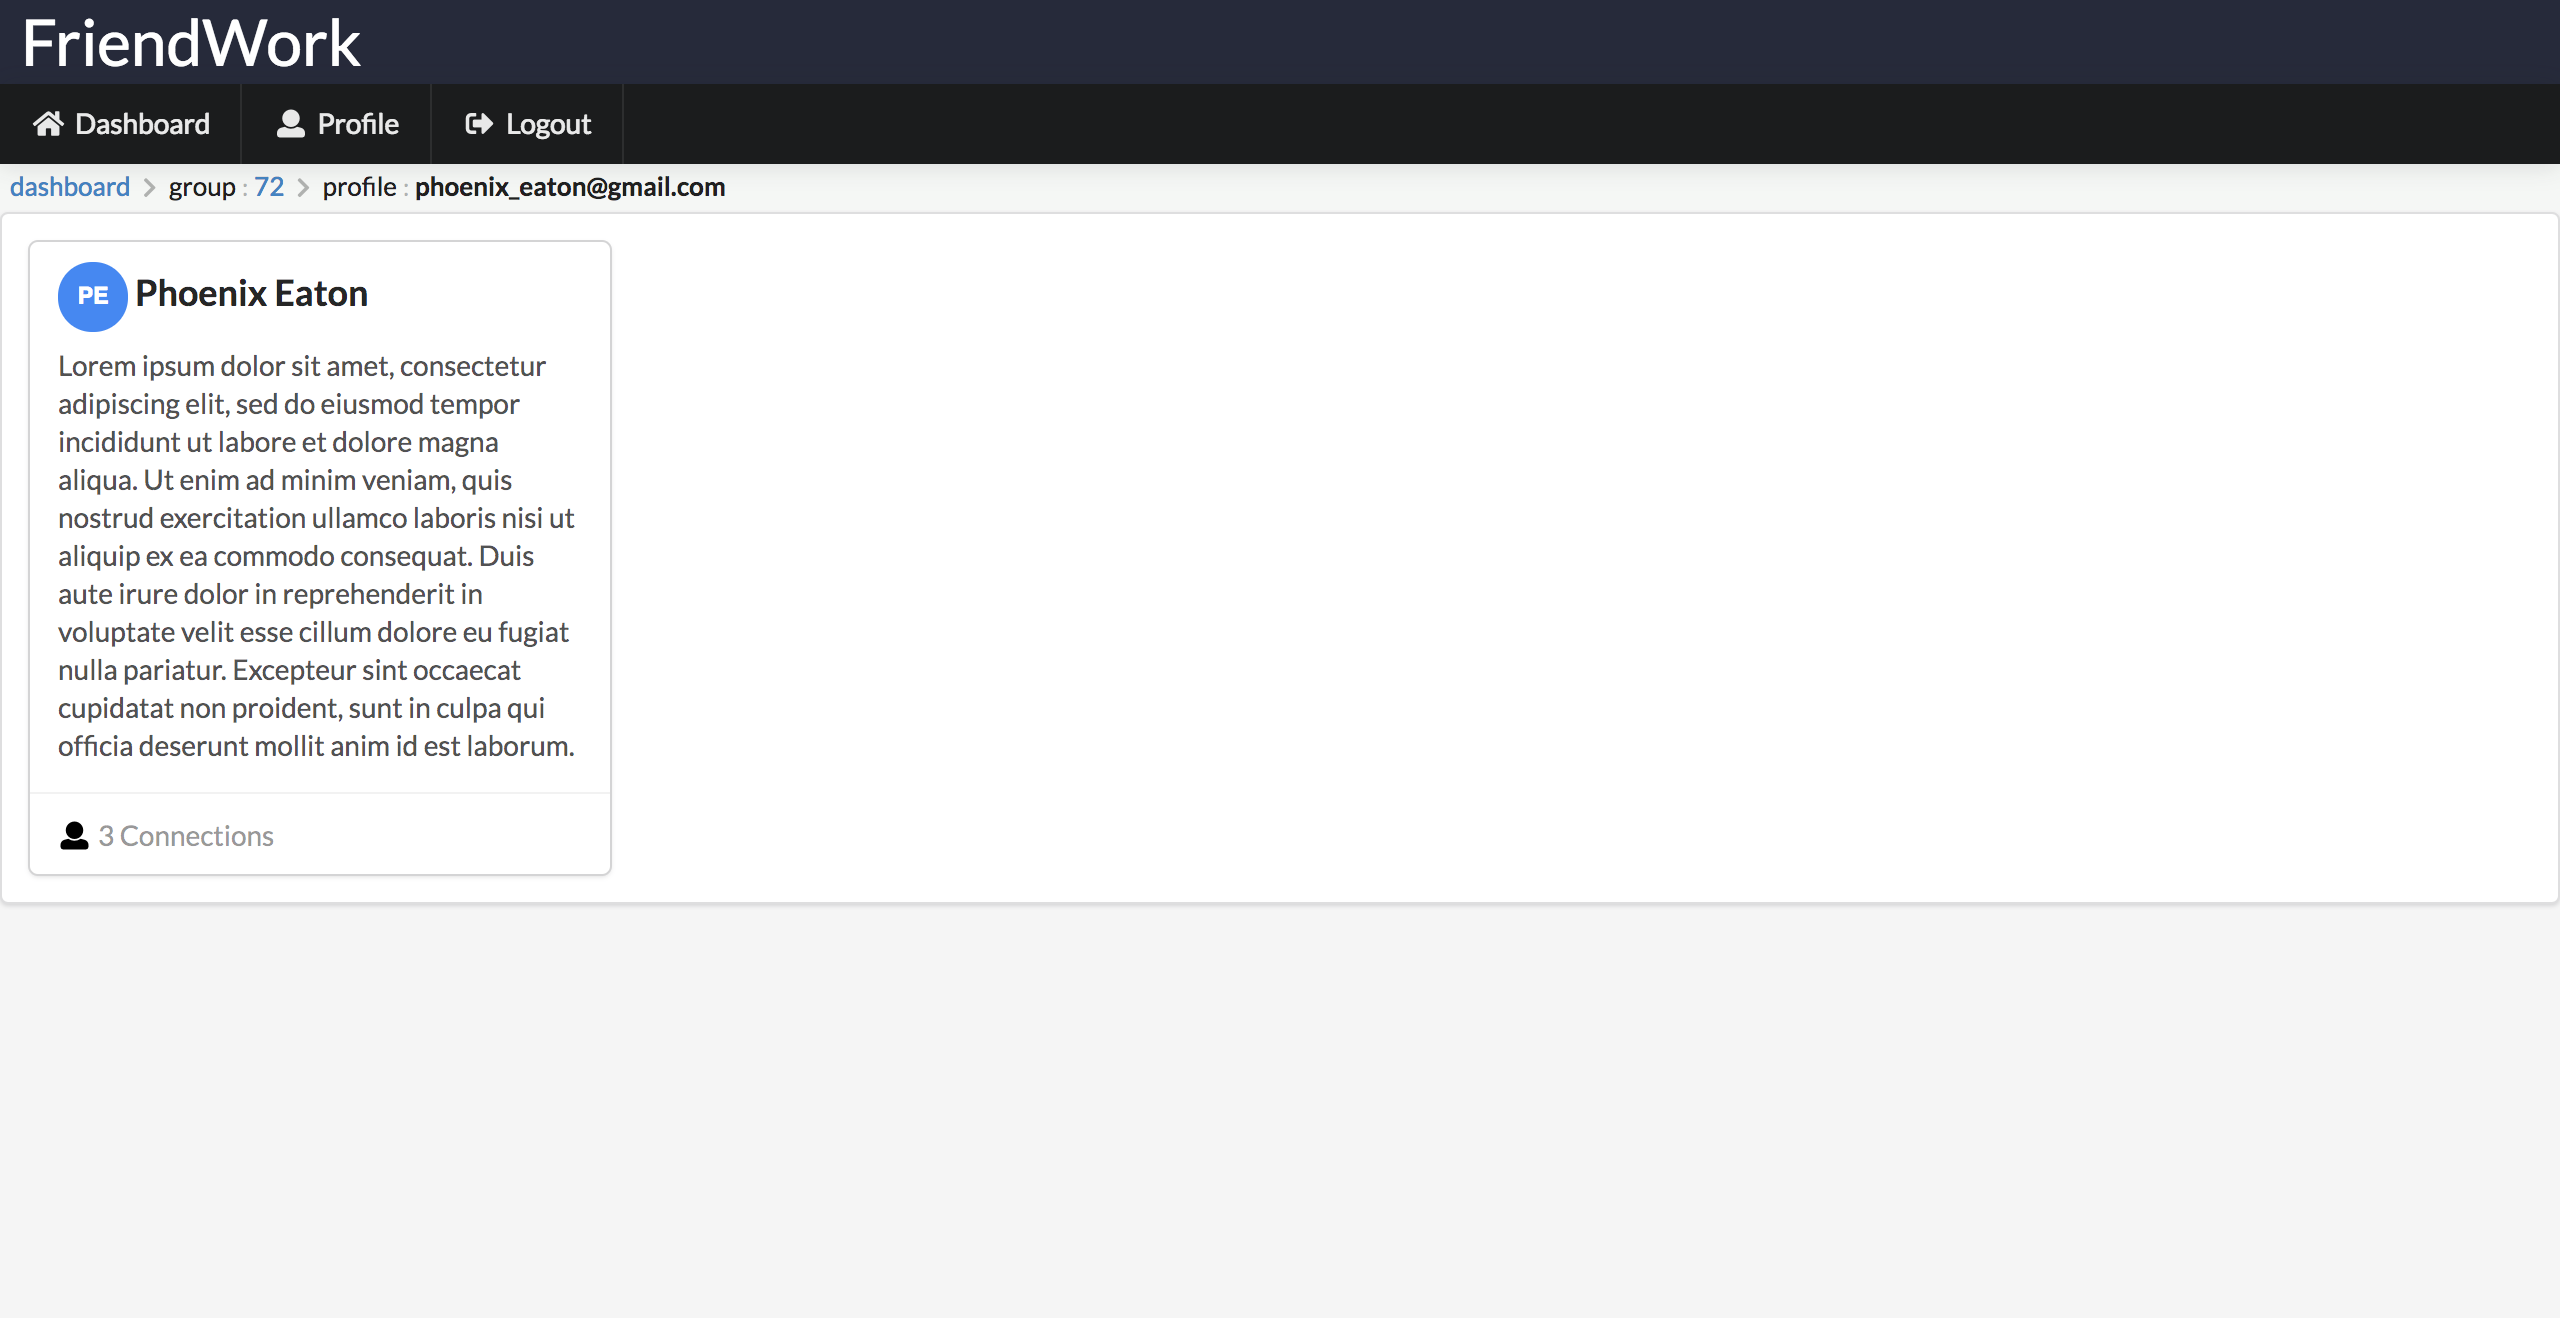 FriendWork
Dashboard Profile Logout
dashboard group : 72 profile : phoenix_eaton@gmail.com
PE Phoenix Eaton
Lorem ipsum dolor sit amet, consectetur
adipiscing elit, sed do eiusmod tempor
incididunt ut labore et dolore magna
aliqua. Ut enim ad minim veniam, quis
nostrud exercitation ullamco laboris nisi ut
aliquip ex ea commodo consequat. Duis
aute irure dolor in reprehenderit in
voluptate velit esse cillum dolore eu fugiat
nulla pariatur. Excepteur sint occaecat
cupidatat non proident, sunt in culpa qui
officia deserunt mollit anim id est laborum.
3 Connections